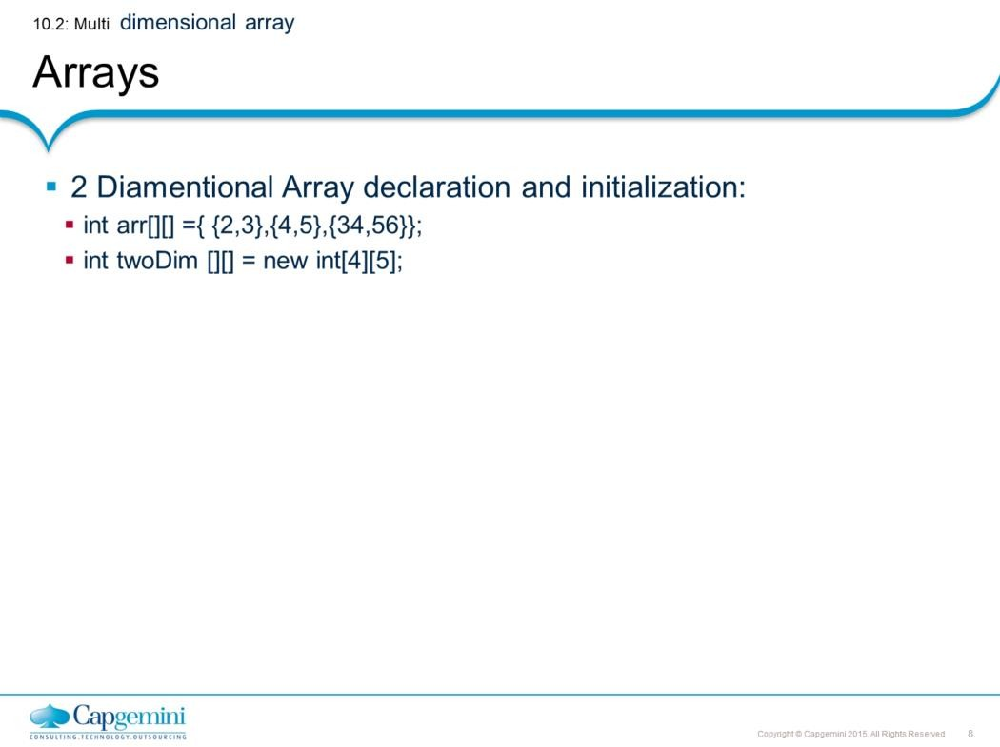 10.2: Multi dimensional array
Arrays
2 Diamentional Array declaration and initialization:
int arr[][] ={ {2,3},{4,5},{34,56}};
int twoDim [][] = new int[4][5];
Capgemini
CONSULTING.TECHNOLOGY.OUTSOURCING
Copyright © Capgemini 2015. All Rights Reserved 8